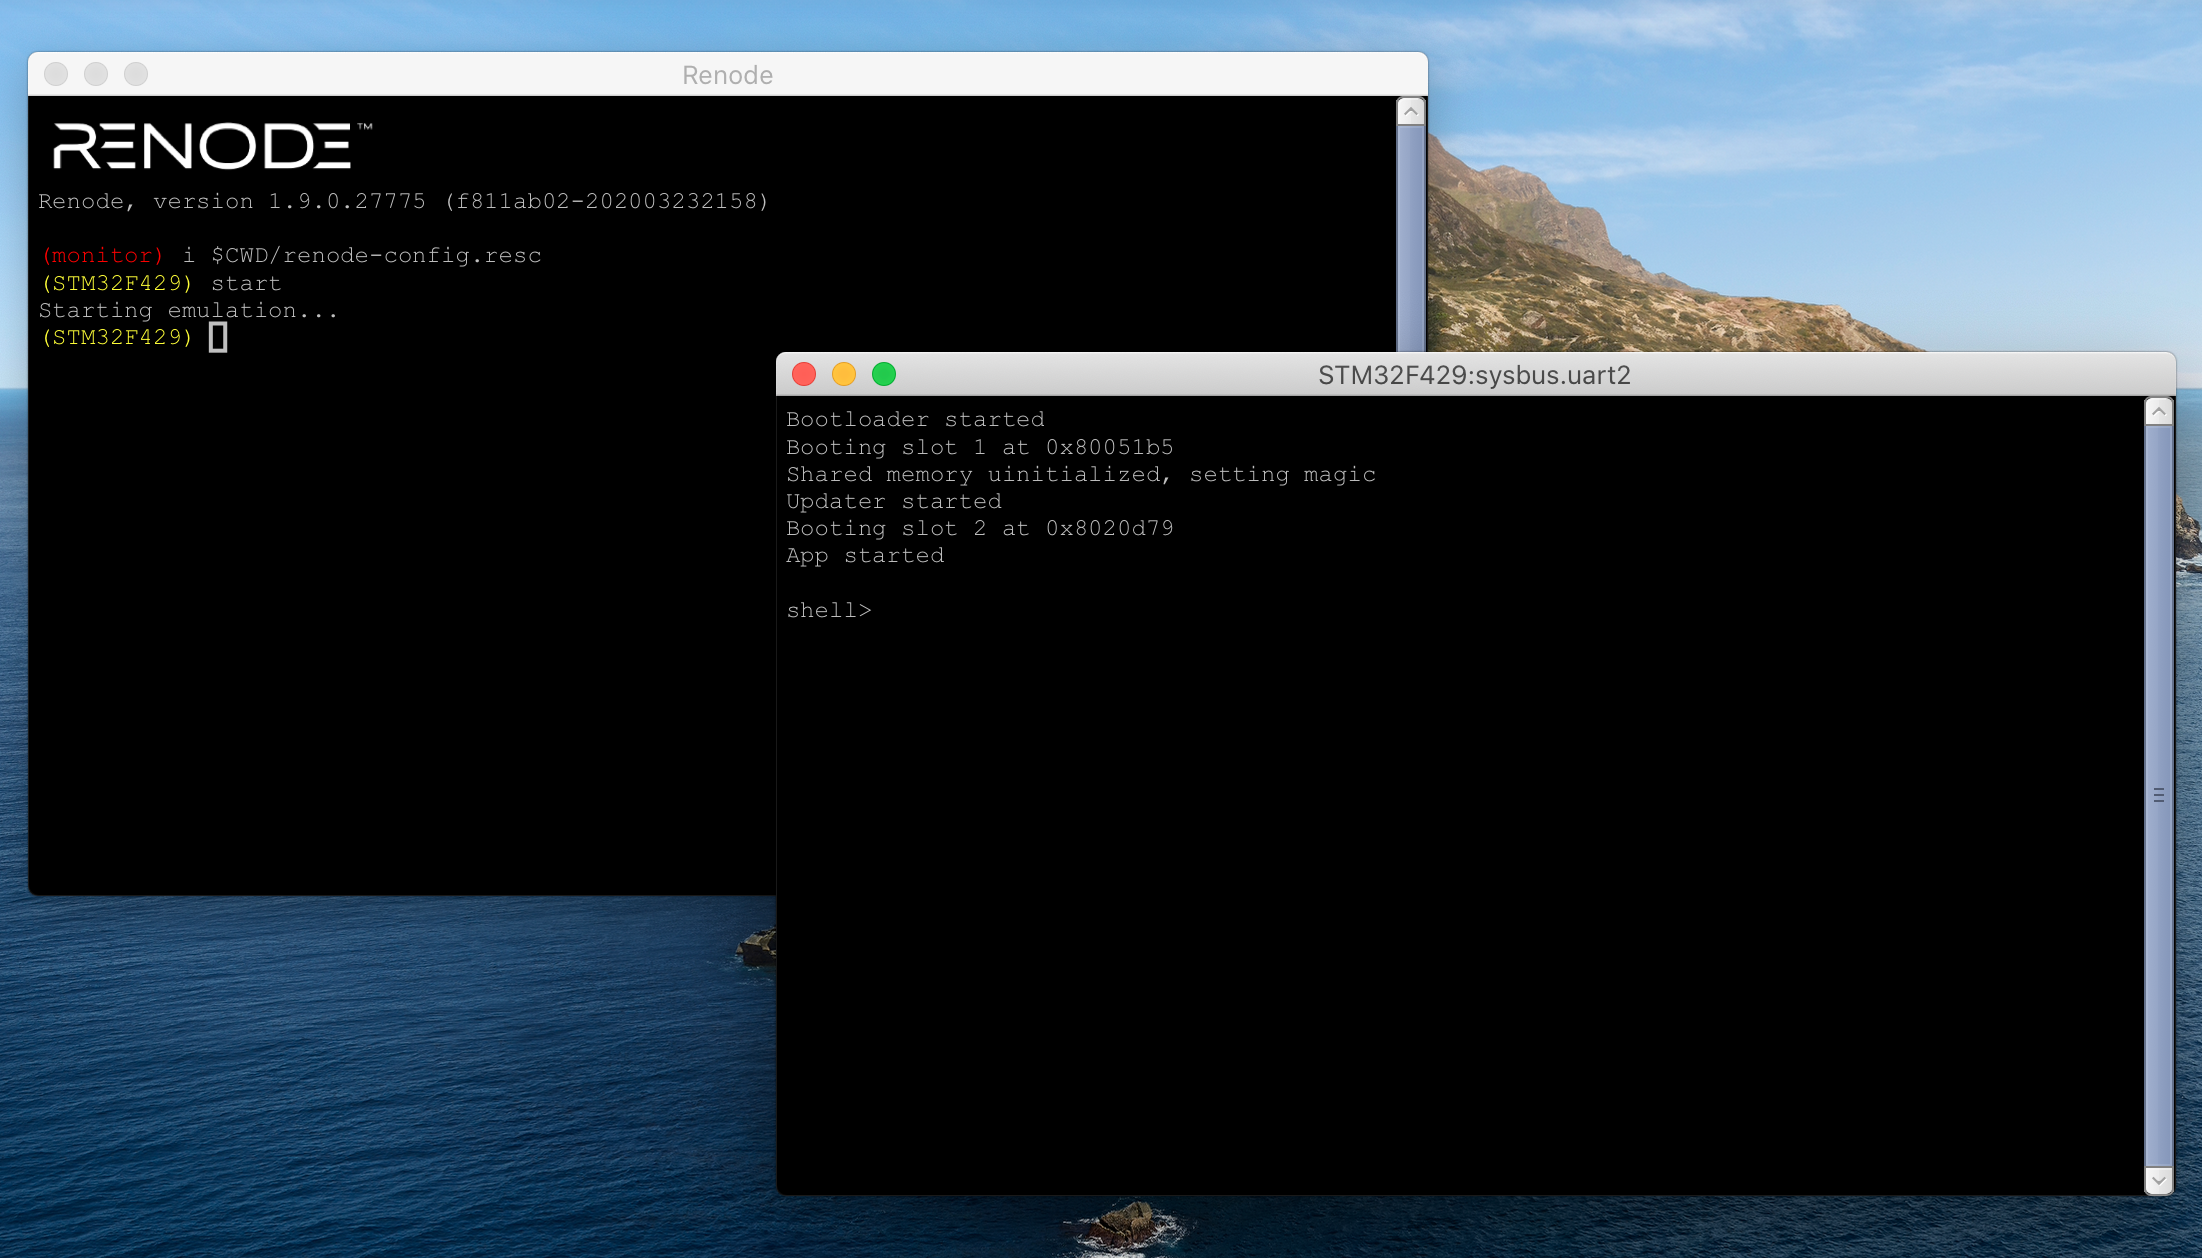 Renode
RENODE™
Renode, version 1.9.0.27775 (f811ab02-202003232158)
(monitor) i $CWD/renode-config.resc
(STM32F429) start
Starting emulation...
(STM32F429)
STM32F429:sysbus.uart2
Bootloader started
Booting slot 1 at 0x80051b5
Shared memory uinitialized, setting magic
Updater started
Booting slot 2 at 0x8020d79
App started
shell>